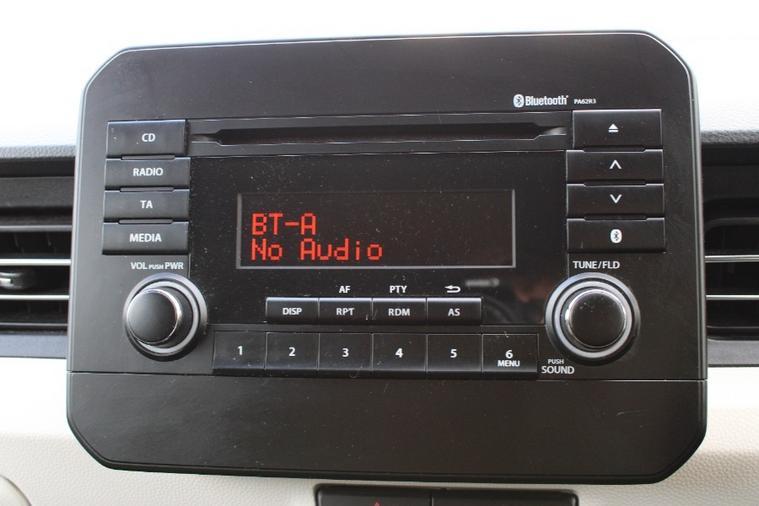 Bluetooth PA62R3
CD
RADIO
TA
MEDIA
BT-A
No Audio
VOL PUSH PWR
TUNE/FLD
AF PTY
DISP RPT RDM AS
1 2 3 4 5 6
MENU
PUSH
SOUND